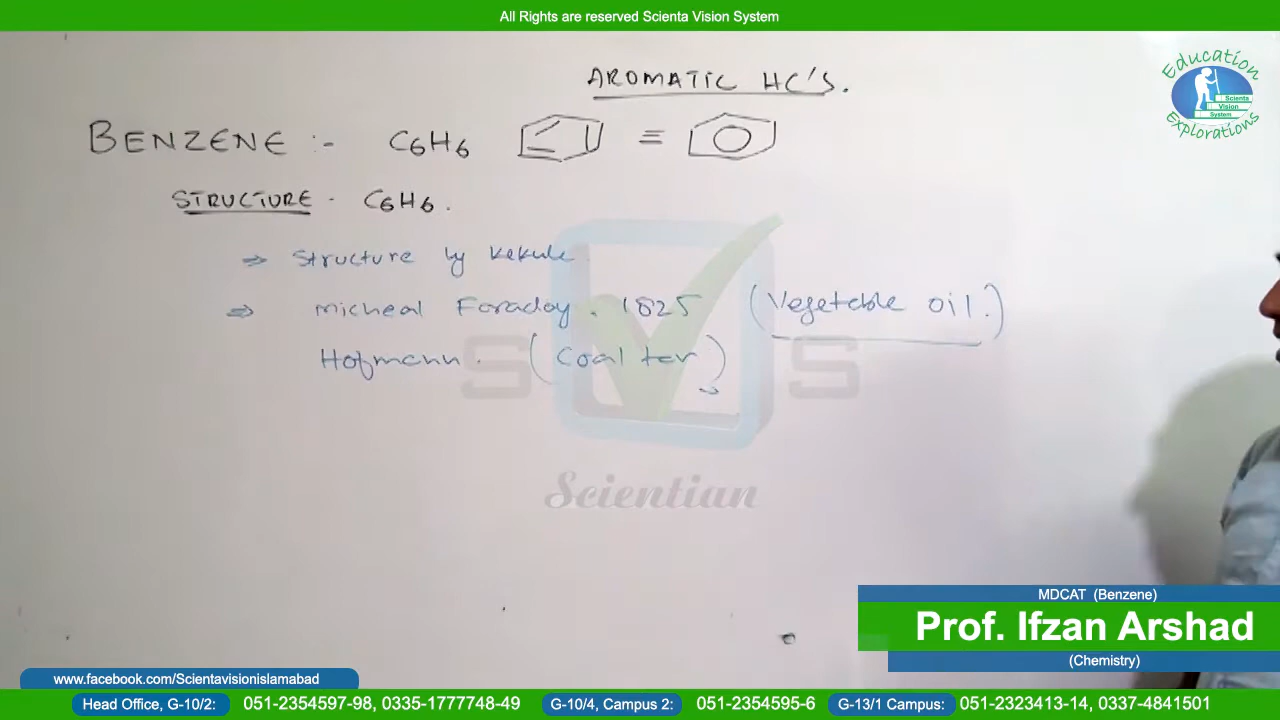 All Rights are reserved Scienta Vision System
AROMATIC HC'S.
Education
Scienta
Vision
System
Explorations
BENZENE :- C6H6 ≡
STRUCTURE - C6H6.
⇒ Structure by Kekule
⇒ Micheal Faraday. 1825 (Vegetable oil.)
Hofmann. (Coal tar)
S V S
Scientian
MDCAT (Benzene)
Prof. Ifzan Arshad
(Chemistry)
www.facebook.com/Scientavisionislamabad
Head Office, G-10/2: 051-2354597-98, 0335-1777748-49 G-10/4, Campus 2: 051-2354595-6 G-13/1 Campus: 051-2323413-14, 0337-4841501